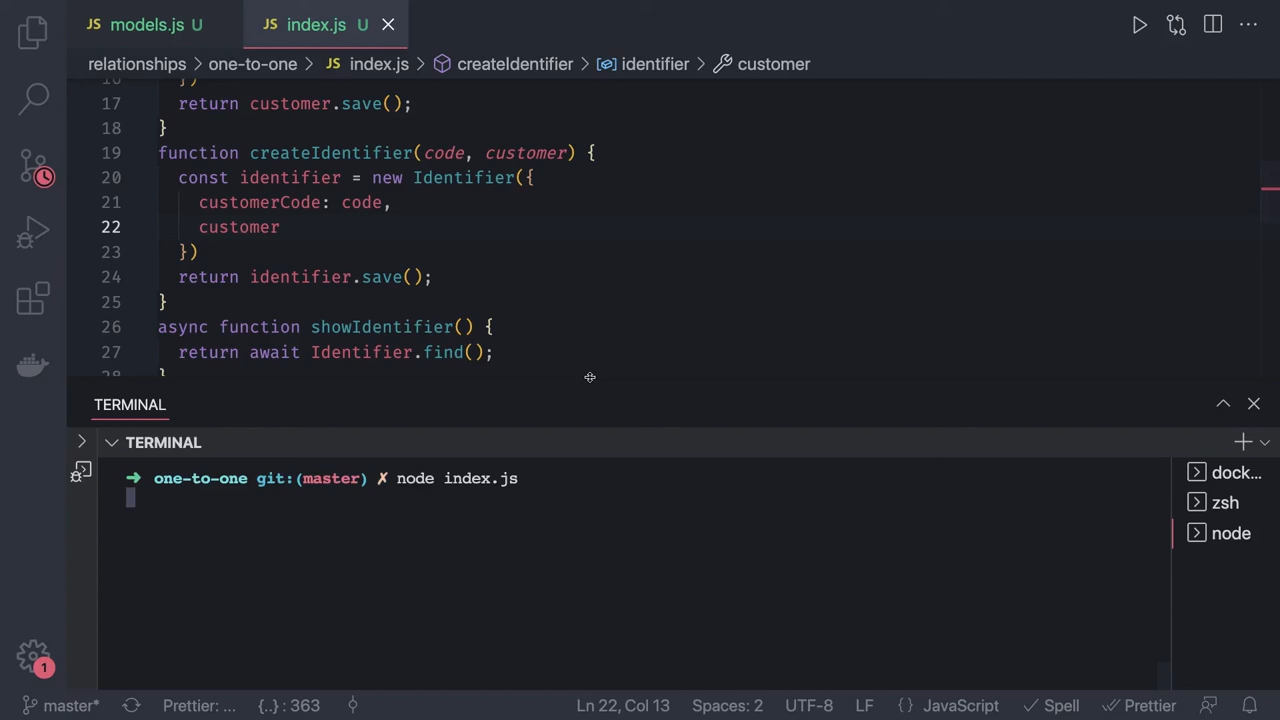 JS models.js U JS index.js U
relationships > one-to-one > JS index.js > createIdentifier > identifier > customer
16 })
17 return customer.save();
18 }
19 function createIdentifier(code, customer) {
20 const identifier = new Identifier({
21 customerCode: code,
22 customer
23 })
24 return identifier.save();
25 }
26 async function showIdentifier() {
27 return await Identifier.find();
28 }
TERMINAL
TERMINAL
➜ one-to-one git:(master) ✗ node index.js
dock...
zsh
node
1
master* Prettier: ... {..} : 363 Ln 22, Col 13 Spaces: 2 UTF-8 LF {} JavaScript Spell Prettier